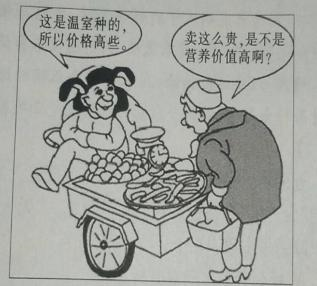 这是温室种的，
所以价格高些。
卖这么贵，是不是
营养价值高啊？